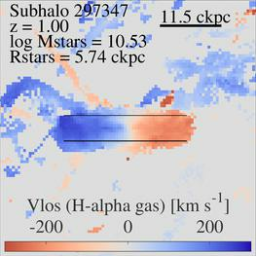 Subhalo 297347
z = 1.00
log Mstars = 10.53
Rstars = 5.74 ckpc
11.5 ckpc
Vlos (H-alpha gas) [km s⁻¹]
-200 0 200